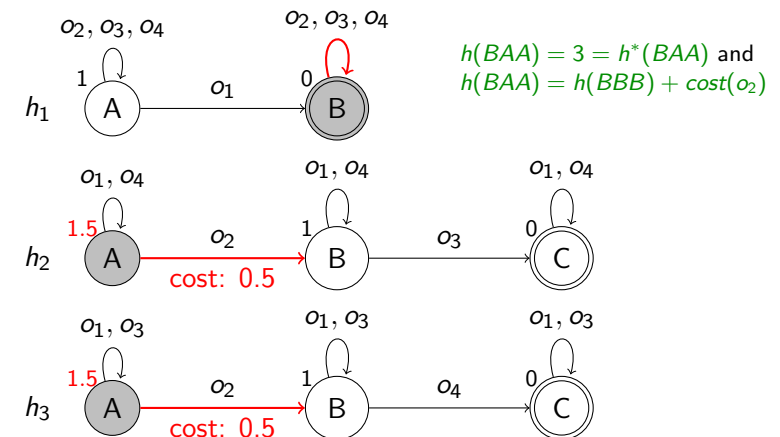 o₂, o₃, o₄ o₂, o₃, o₄
h(BAA) = 3 = h*(BAA) and
h(BAA) = h(BBB) + cost(o₂)
h₁ 1 A o₁ 0 B
o₁, o₄ o₁, o₄ o₁, o₄
h₂ 1.5 A o₂ 1 B o₃ 0 C
cost: 0.5
o₁, o₃ o₁, o₃ o₁, o₃
h₃ 1.5 A o₂ 1 B o₄ 0 C
cost: 0.5